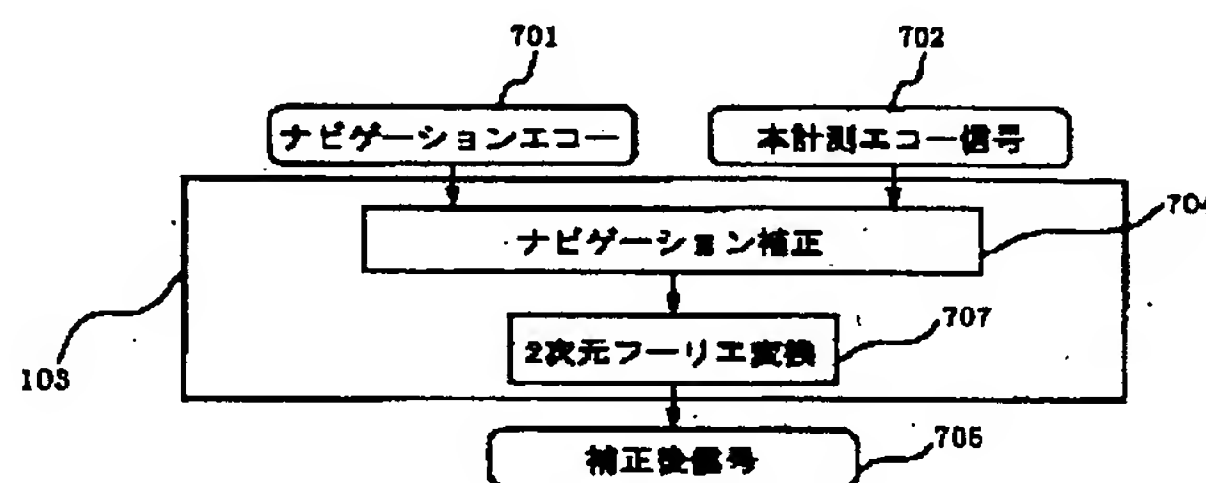 701
702
ナビゲーションエコー
本計測エコー信号
704
ナビゲーション補正
707
2次元フーリエ変換
103
705
補正後信号